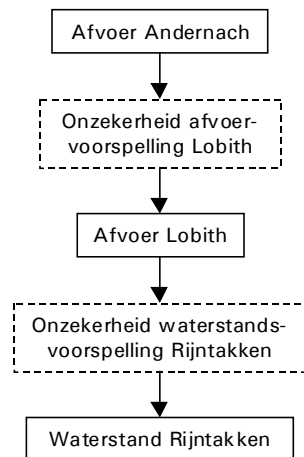 Afvoer Andernach
Onzekerheid afvoer-
voorspelling Lobith
Afvoer Lobith
Onzekerheid waterstands-
voorspelling Rijntakken
Waterstand Rijntakken